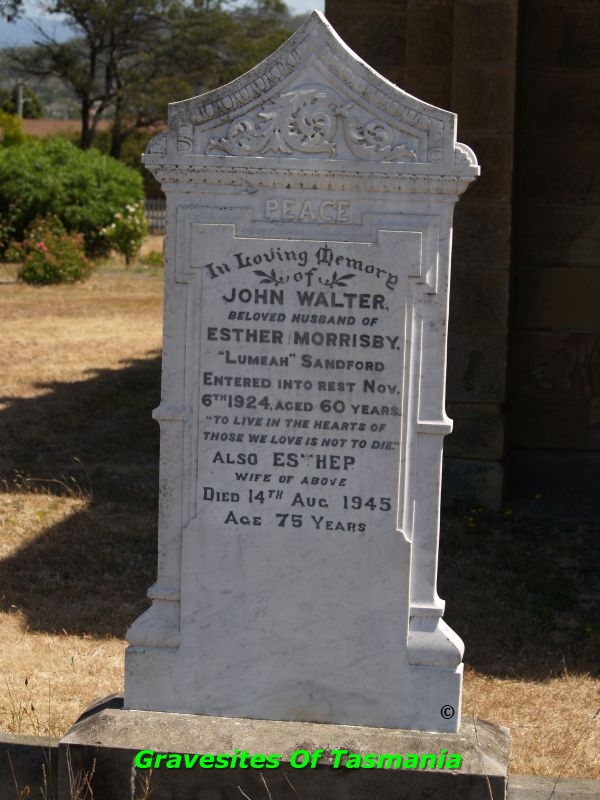 PEACE
In Loving Memory
of
JOHN WALTER,
BELOVED HUSBAND OF
ESTHER MORRISBY,
"LUMEAH" SANDFORD
ENTERED INTO REST NOV.
6TH 1924, AGED 60 YEARS.
"TO LIVE IN THE HEARTS OF
THOSE WE LOVE IS NOT TO DIE."
ALSO ESTHER
WIFE OF ABOVE
DIED 14TH AUG 1945
AGE 75 YEARS
©
Gravesites Of Tasmania